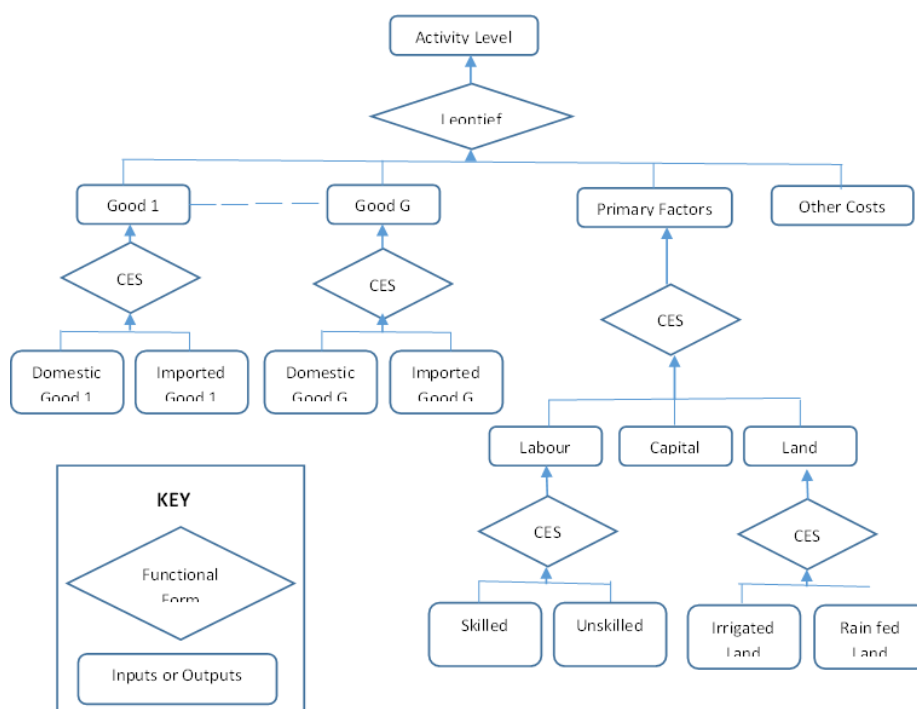 Activity Level
Leontief
Good 1
Good G
Primary Factors
Other Costs
CES
CES
CES
Domestic
Good 1
Imported
Good 1
Domestic
Good G
Imported
Good G
Labour
Capital
Land
KEY
CES
CES
Functional
Form
Skilled
Unskilled
Irrigated
Land
Rain fed
Land
Inputs or Outputs